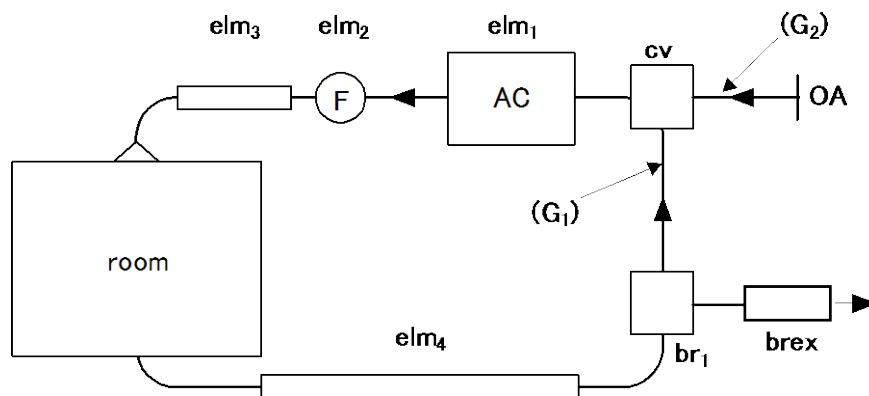 elm₃ elm₂ elm₁ (G₂)
cv
F AC OA
(G₁)
room
elm₄
br₁ brex